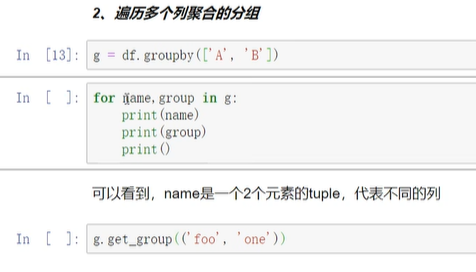 2、遍历多个列聚合的分组
In [13]: g = df.groupby(['A', 'B'])
In [ ]: for name,group in g:
print(name)
print(group)
print()
可以看到，name是一个2个元素的tuple，代表不同的列
In [ ]: g.get_group(('foo', 'one'))